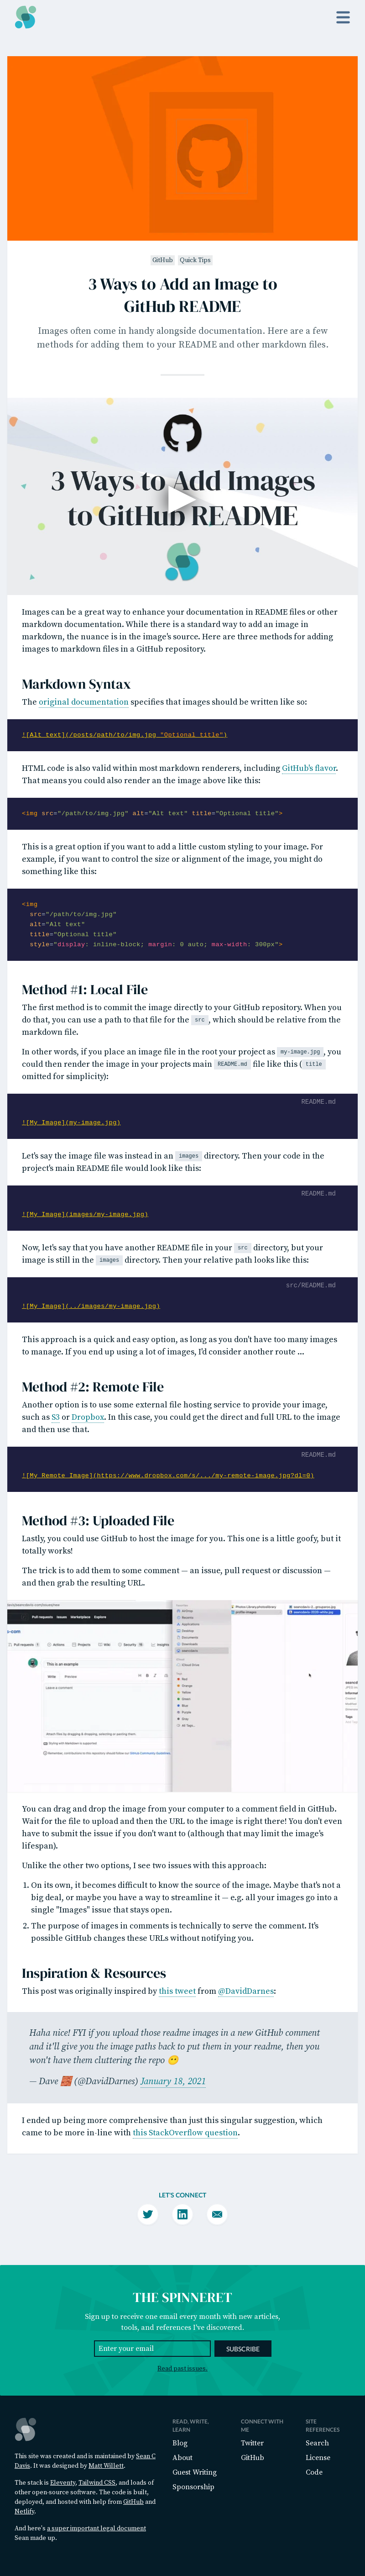 GitHub Quick Tips
3 Ways to Add an Image to
GitHub README
Images often come in handy alongside documentation. Here are a few
methods for adding them to your README and other markdown files.
3 Ways to Add Images
to GitHub README
Images can be a great way to enhance your documentation in README files or other
markdown documentation. While there is a standard way to add an image in
markdown, the nuance is in the image's source. Here are three methods for adding
images to markdown files in a GitHub repository.
Markdown Syntax
The original documentation specifies that images should be written like so:
![Alt text](/posts/path/to/img.jpg "Optional title")
HTML code is also valid within most markdown renderers, including GitHub's flavor.
That means you could also render an the image above like this:
<img src="/path/to/img.jpg" alt="Alt text" title="Optional title">
This is a great option if you want to add a little custom styling to your image. For
example, if you want to control the size or alignment of the image, you might do
something like this:
<img
src="/path/to/img.jpg"
alt="Alt text"
title="Optional title"
style="display: inline-block; margin: 0 auto; max-width: 300px">
Method #1: Local File
The first method is to commit the image directly to your GitHub repository. When you
do that, you can use a path to that file for the src, which should be relative from the
markdown file.
In other words, if you place an image file in the root your project as my-image.jpg, you
could then render the image in your projects main README.md file like this ( title
omitted for simplicity):
README.md
![My Image](my-image.jpg)
Let's say the image file was instead in an images directory. Then your code in the
project's main README file would look like this:
README.md
![My Image](images/my-image.jpg)
Now, let's say that you have another README file in your src directory, but your
image is still in the images directory. Then your relative path looks like this:
src/README.md
![My Image](../images/my-image.jpg)
This approach is a quick and easy option, as long as you don't have too many images
to manage. If you end up using a lot of images, I'd consider another route ...
Method #2: Remote File
Another option is to use some external file hosting service to provide your image,
such as S3 or Dropbox. In this case, you could get the direct and full URL to the image
and then use that.
README.md
![My Remote Image](https://www.dropbox.com/s/.../my-remote-image.jpg?dl=0)
Method #3: Uploaded File
Lastly, you could use GitHub to host the image for you. This one is a little goofy, but it
totally works!
The trick is to add them to some comment — an issue, pull request or discussion —
and then grab the resulting URL.
Pull requests Issues Marketplace Explore
This is an example
Write Preview
Leave a comment
You can drag and drop the image from your computer to a comment field in GitHub.
Wait for the file to upload and then the URL to the image is right there! You don't even
have to submit the issue if you don't want to (although that may limit the image's
lifespan).
Unlike the other two options, I see two issues with this approach:
1. On its own, it becomes difficult to know the source of the image. Maybe that's not a
big deal, or maybe you have a way to streamline it — e.g. all your images go into a
single "Images" issue that stays open.
2. The purpose of images in comments is technically to serve the comment. It's
possible GitHub changes these URLs without notifying you.
Inspiration & Resources
This post was originally inspired by this tweet from @DavidDarnes:
Haha nice! FYI if you upload those readme images in a new GitHub comment
and it'll give you the image paths back to put them in your readme, then you
won't have them cluttering the repo 😶
— Dave 🧱 (@DavidDarnes) January 18, 2021
I ended up being more comprehensive than just this singular suggestion, which
came to be more in-line with this StackOverflow question.
LET'S CONNECT
THE SPINNERET
Sign up to receive one email every month with new articles,
tools, and references I've discovered.
Enter your email SUBSCRIBE
Read past issues.
This site was created and is maintained by Sean C
Davis. It was designed by Matt Willett.
The stack is Eleventy, Tailwind CSS, and loads of
other open-source software. The code is built,
deployed, and hosted with help from GitHub and
Netlify.
And here's a super important legal document
Sean made up.
READ, WRITE,
LEARN
Blog
About
Guest Writing
Sponsorship
CONNECT WITH
ME
Twitter
GitHub
SITE
REFERENCES
Search
License
Code